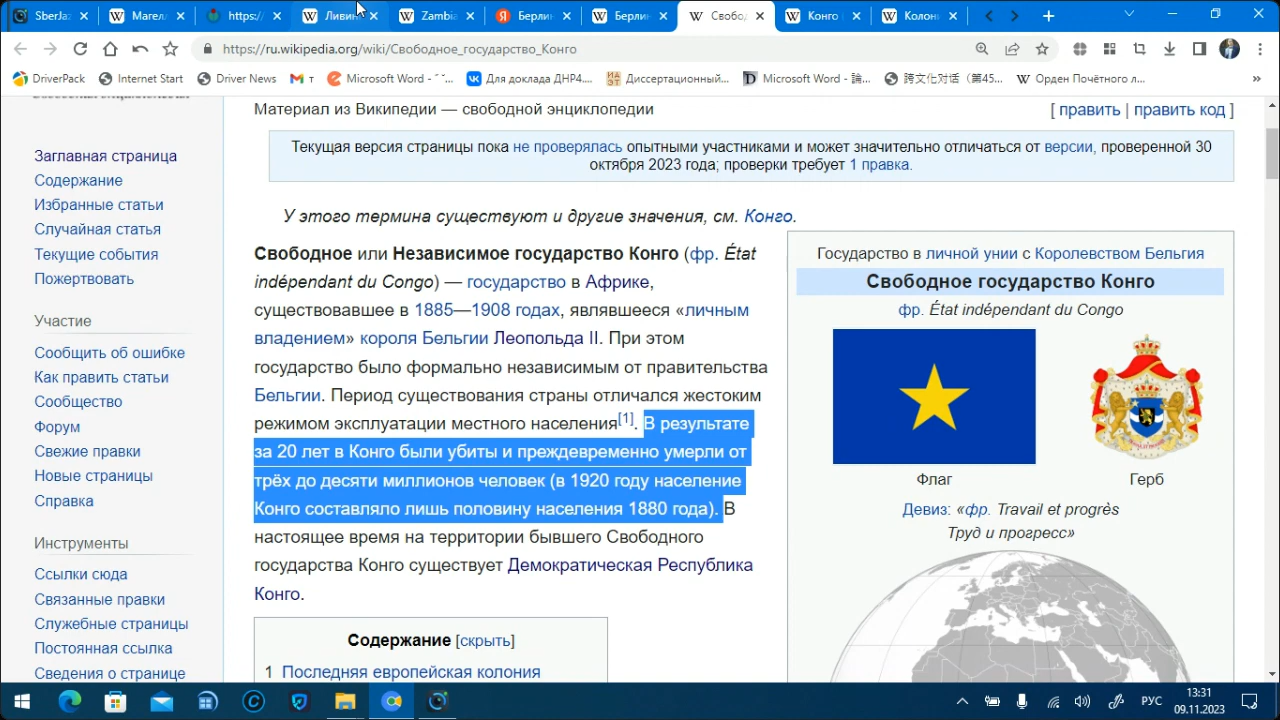 SberJaz
Магелл
https:/
Ливин
Zambia
Берлин
Берлин
Свобод
Конго
Колони
https://ru.wikipedia.org/wiki/Свободное_государство_Конго
DriverPack
Internet Start
Driver News
т
Microsoft Word - ˆ˜...
Для доклада ДНР4....
Диссертационный...
Microsoft Word - 論...
跨文化对话（第45...
Орден Почётного л...
»
Заглавная страница
Содержание
Избранные статьи
Случайная статья
Текущие события
Пожертвовать
Участие
Сообщить об ошибке
Как править статьи
Сообщество
Форум
Свежие правки
Новые страницы
Справка
Инструменты
Ссылки сюда
Связанные правки
Служебные страницы
Постоянная ссылка
Сведения о странице
Материал из Википедии — свободной энциклопедии
[ править | править код ]
Текущая версия страницы пока не проверялась опытными участниками и может значительно отличаться от версии, проверенной 30
октября 2023 года; проверки требует 1 правка.
У этого термина существуют и другие значения, см. Конго.
Свободное или Независимое государство Конго (фр. État
indépendant du Congo) — государство в Африке,
существовавшее в 1885—1908 годах, являвшееся «личным
владением» короля Бельгии Леопольда II. При этом
государство было формально независимым от правительства
Бельгии. Период существования страны отличался жестоким
режимом эксплуатации местного населения[1]. В результате
за 20 лет в Конго были убиты и преждевременно умерли от
трёх до десяти миллионов человек (в 1920 году население
Конго составляло лишь половину населения 1880 года). В
настоящее время на территории бывшего Свободного
государства Конго существует Демократическая Республика
Конго.
Содержание [скрыть]
1 Последняя европейская колония
Государство в личной унии с Королевством Бельгия
Свободное государство Конго
фр. État indépendant du Congo
Флаг
Герб
Девиз: «фр. Travail et progrès
Труд и прогресс»
РУС
13:31
09.11.2023